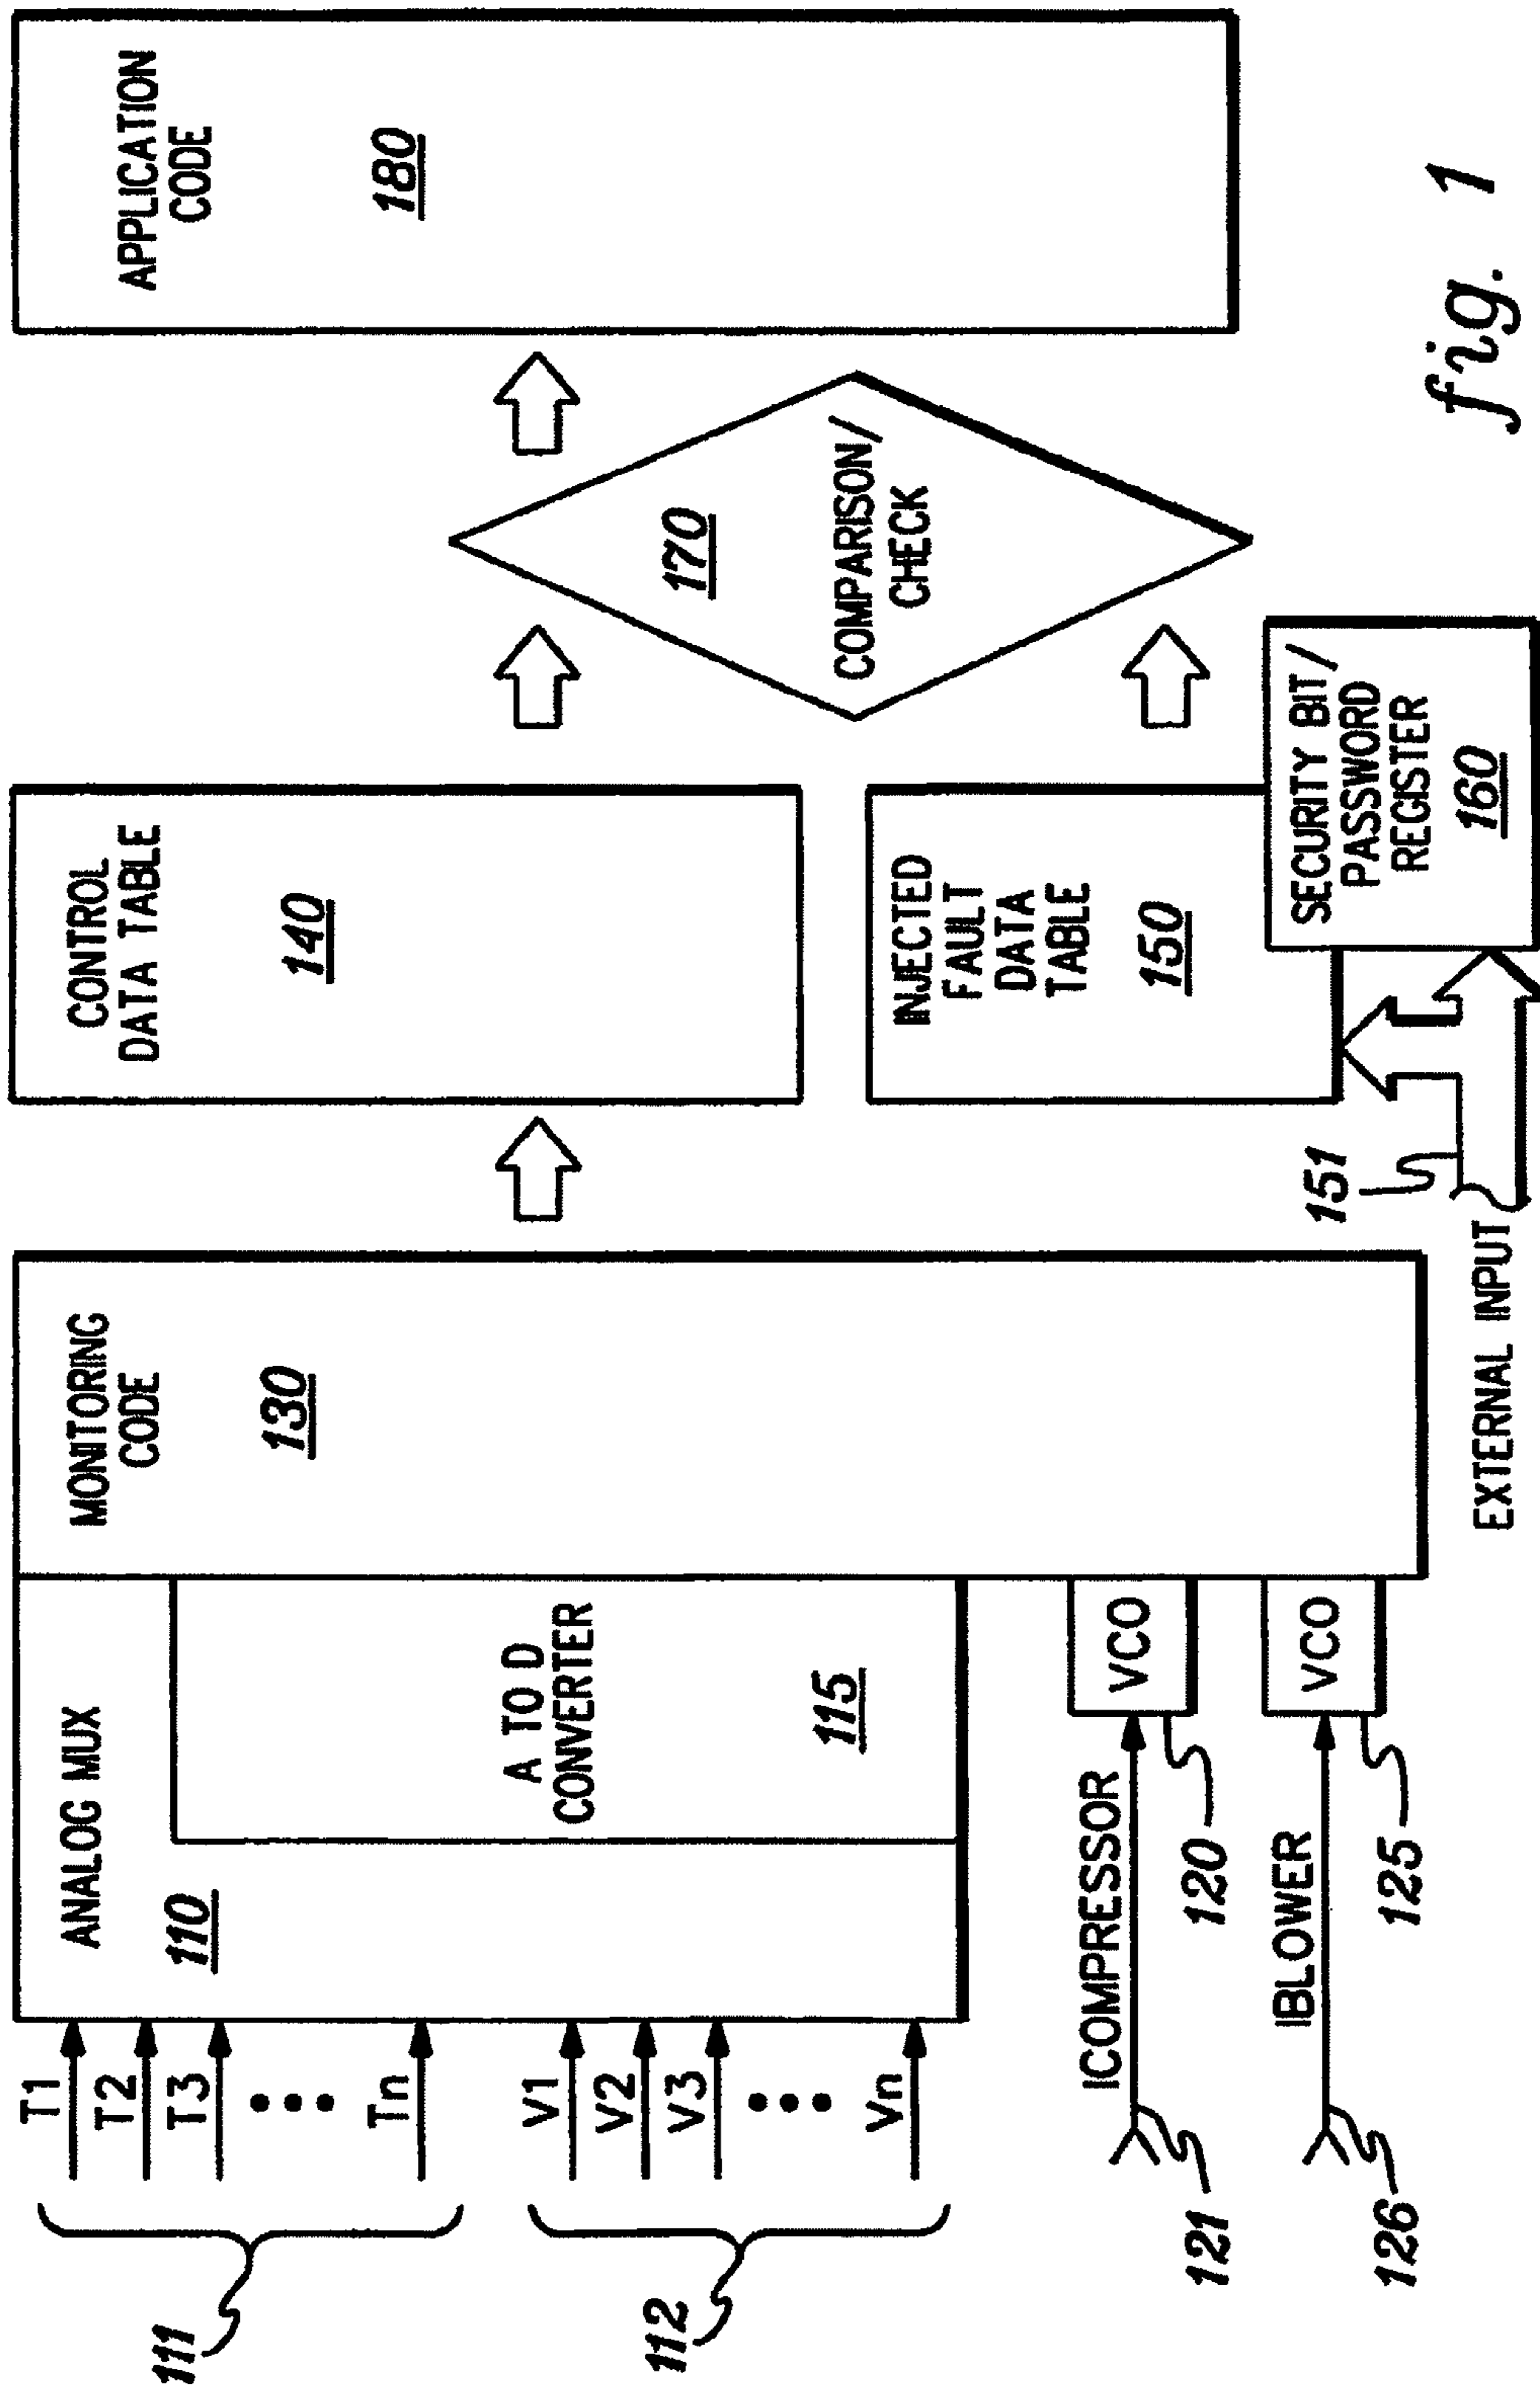 111
112
T1
T2
T3
Tn
V1
V2
V3
Vn
ANALOG MUX
110
A TO D
CONVERTER
115
ICOMPRESSOR
121
120
VCO
IBLOWER
126
125
VCO
MONITORING
CODE
130
CONTROL
DATA TABLE
140
INJECTED
FAULT
DATA
TABLE
150
EXTERNAL INPUT
151
SECURITY BIT/
PASSWORD
REGISTER
160
170
COMPARISON/
CHECK
APPLICATION
CODE
180
fig. 1